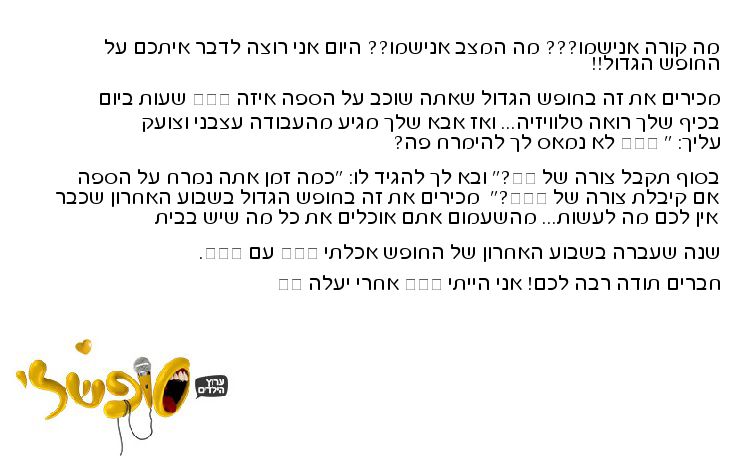 מה קורה אנישמו??? מה המצב אנישמו?? היום אני רוצה לדבר איתכם על
החופש הגדול!!
מכירים את זה בחופש הגדול שאתה שוכב על הספה איזה □□□ שעות ביום
בכיף שלך רואה טלוויזיה... ואז אבא שלך מגיע מהעבודה עצבני וצועק
עליך: " □□□ לא נמאס לך להימרח פה?
בסוף תקבל צורה של □□?" ובא לך להגיד לו: "כמה זמן אתה נמרח על הספה
אם קיבלת צורה של □□□?" מכירים את זה בחופש הגדול בשבוע האחרון שכבר
אין לכם מה לעשות... מהשעמום אתם אוכלים את כל מה שיש בבית
שנה שעברה בשבוע האחרון של החופש אכלתי □□□ עם □□□.
חברים תודה רבה לכם! אני הייתי □□□ אחרי יעלה □□
סופשלי
ערוץ
הילדים